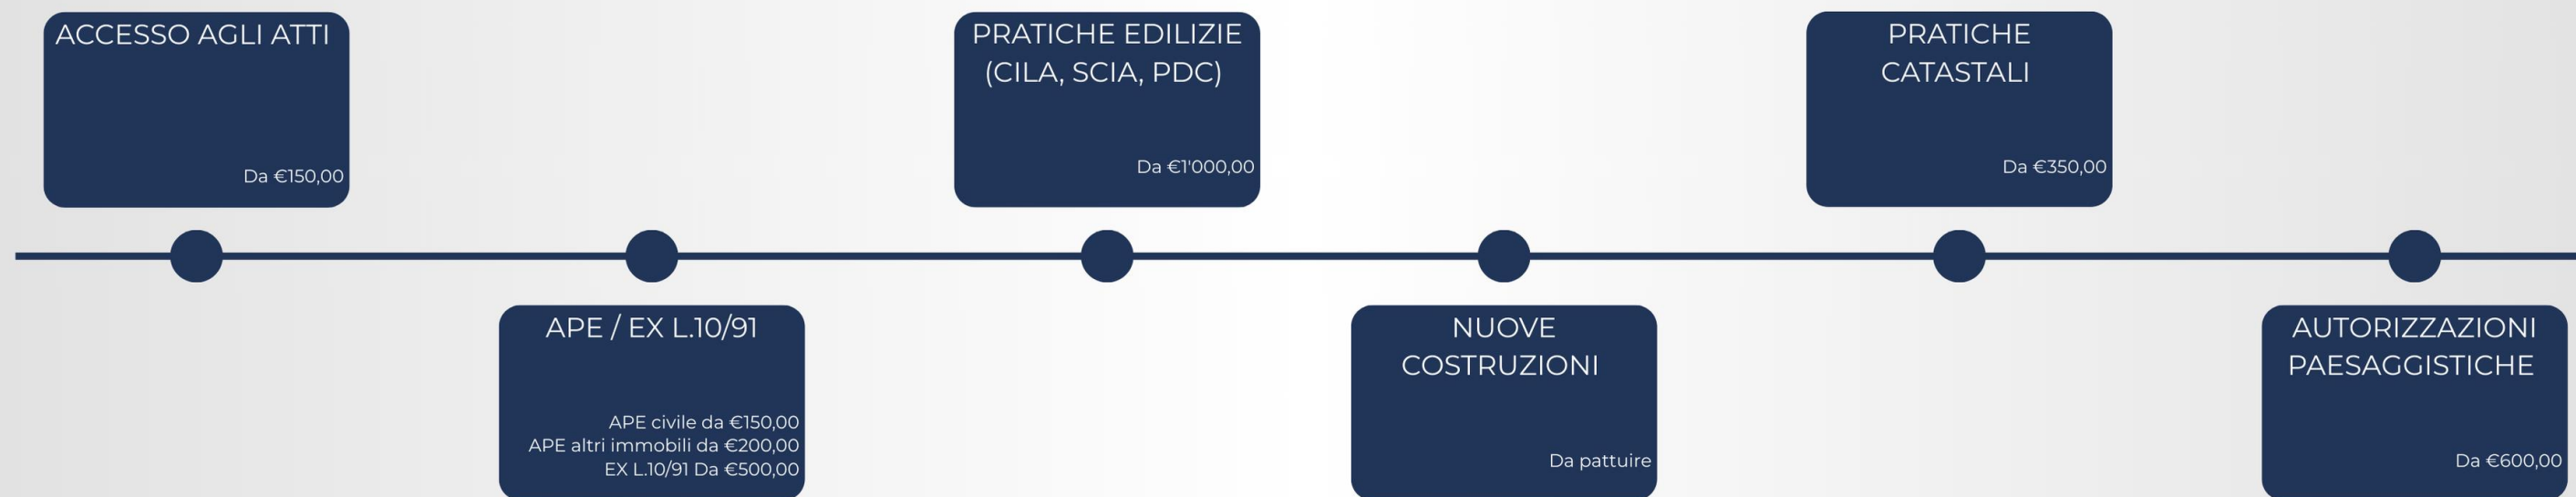 ACCESSO AGLI ATTI
Da €150,00
APE / EX L.10/91
APE civile da €150,00
APE altri immobili da €200,00
EX L.10/91 Da €500,00
PRATICHE EDILIZIE
(CILA, SCIA, PDC)
Da €1'000,00
NUOVE
COSTRUZIONI
Da pattuire
PRATICHE
CATASTALI
Da €350,00
AUTORIZZAZIONI
PAESAGGISTICHE
Da €600,00